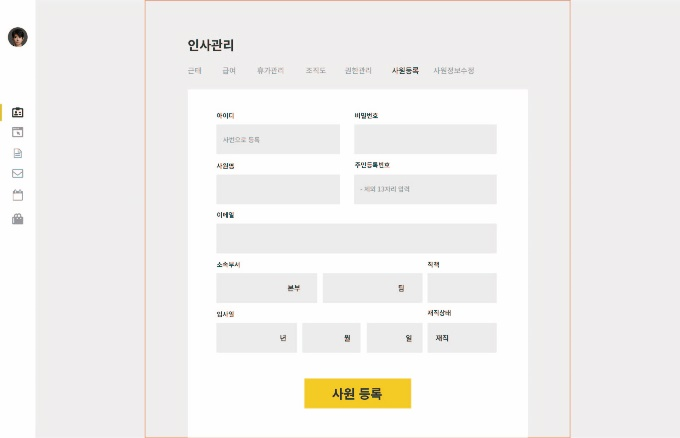 인사관리
근태 급여 휴가관리 조직도 권한관리 사원등록 사원정보수정
아이디 비밀번호
사번으로 등록
사원명 주민등록번호
- 제외 13자리 입력
이메일
소속부서 직책
본부 팀
입사일 재직상태
년 월 일 재직
사원 등록